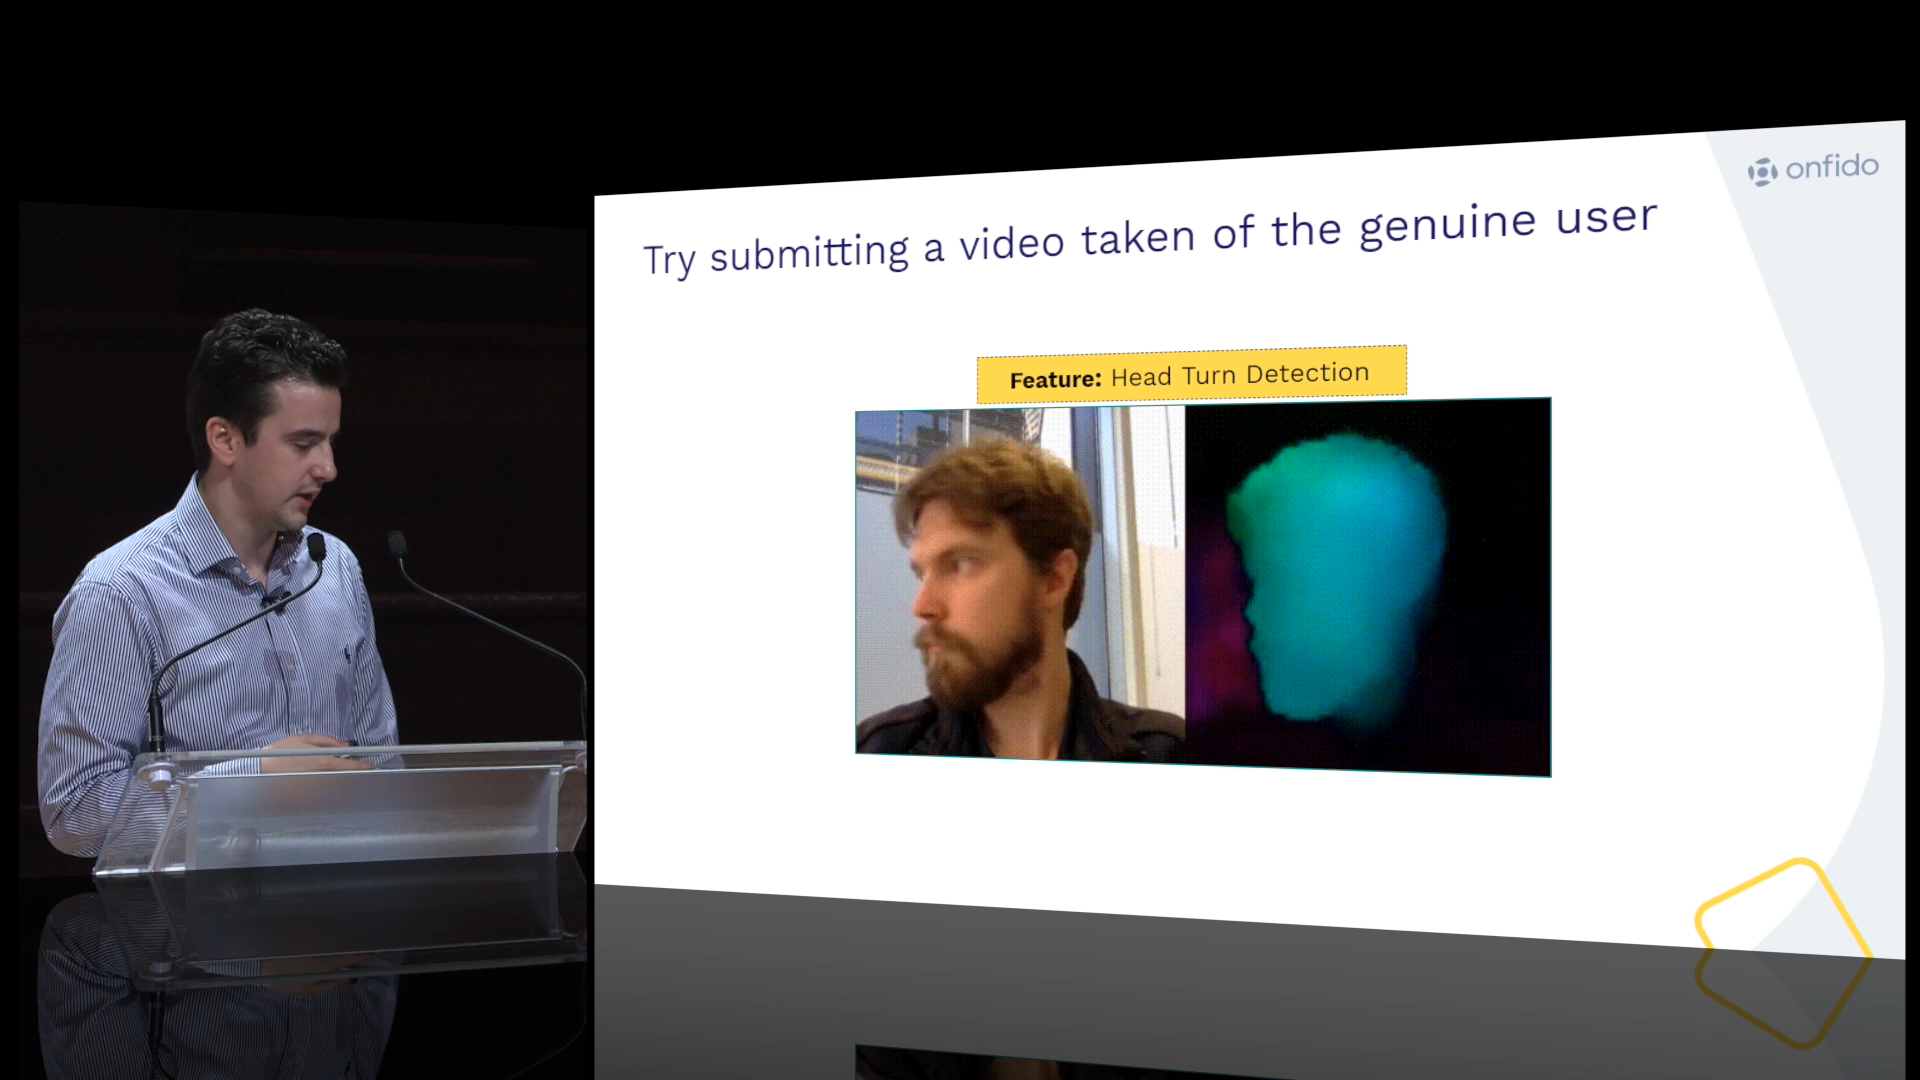 onfido
Try submitting a video taken of the genuine user
Feature: Head Turn Detection